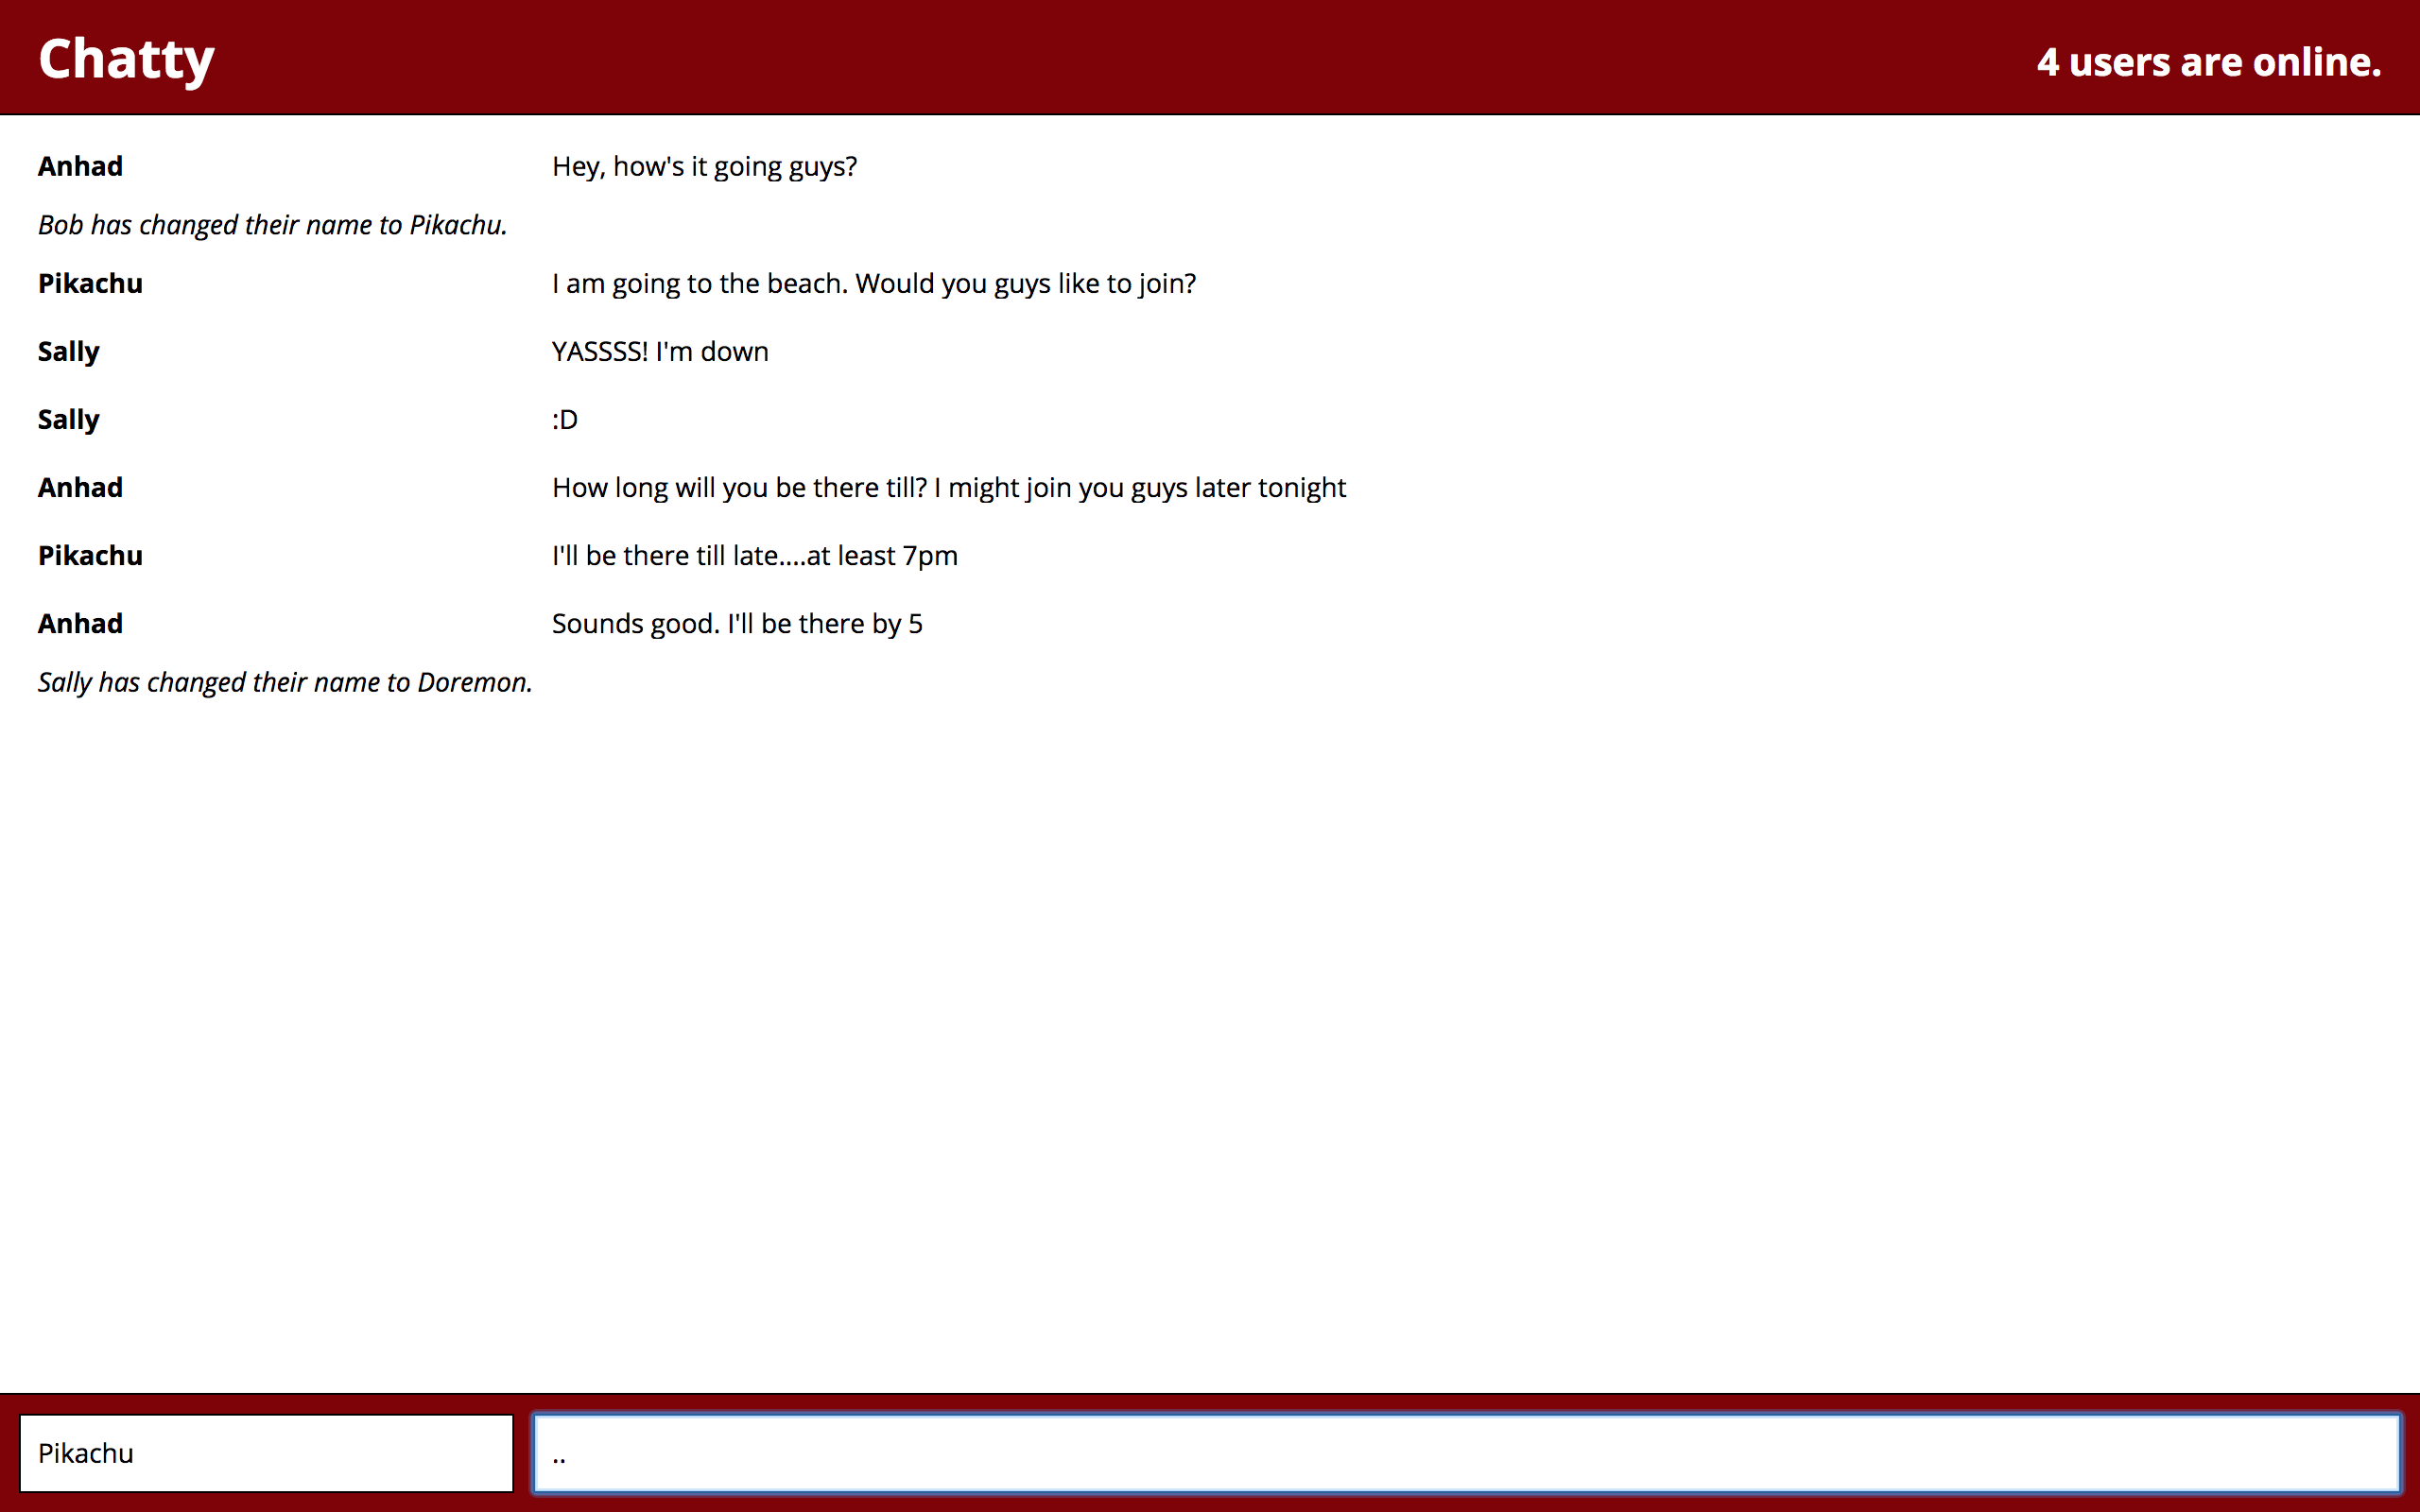 Chatty
4 users are online.
Anhad Hey, how's it going guys?
Bob has changed their name to Pikachu.
Pikachu I am going to the beach. Would you guys like to join?
Sally YASSSS! I'm down
Sally :D
Anhad How long will you be there till? I might join you guys later tonight
Pikachu I'll be there till late....at least 7pm
Anhad Sounds good. I'll be there by 5
Sally has changed their name to Doremon.
Pikachu ..